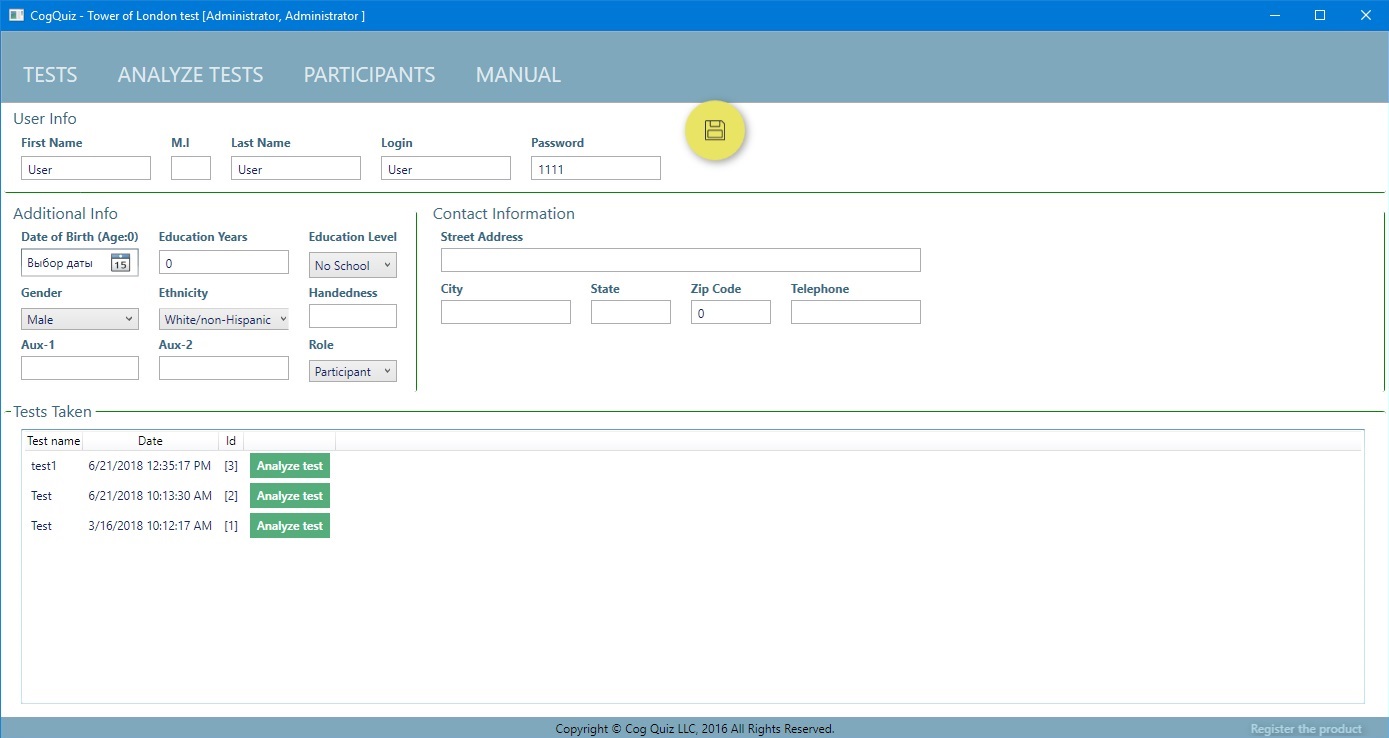 CogQuiz - Tower of London test [Administrator, Administrator ]
TESTS ANALYZE TESTS PARTICIPANTS MANUAL
User Info
First Name M.I Last Name Login Password
User User User 1111
Additional Info Contact Information
Date of Birth (Age:0) Education Years Education Level Street Address
Выбор даты 15 0 No School
Gender Ethnicity Handedness City State Zip Code Telephone
Male White/non-Hispanic 0
Aux-1 Aux-2 Role
Participant
Tests Taken
Test name Date Id
test1 6/21/2018 12:35:17 PM [3] Analyze test
Test 6/21/2018 10:13:30 AM [2] Analyze test
Test 3/16/2018 10:12:17 AM [1] Analyze test
Copyright © Cog Quiz LLC, 2016 All Rights Reserved. Register the product